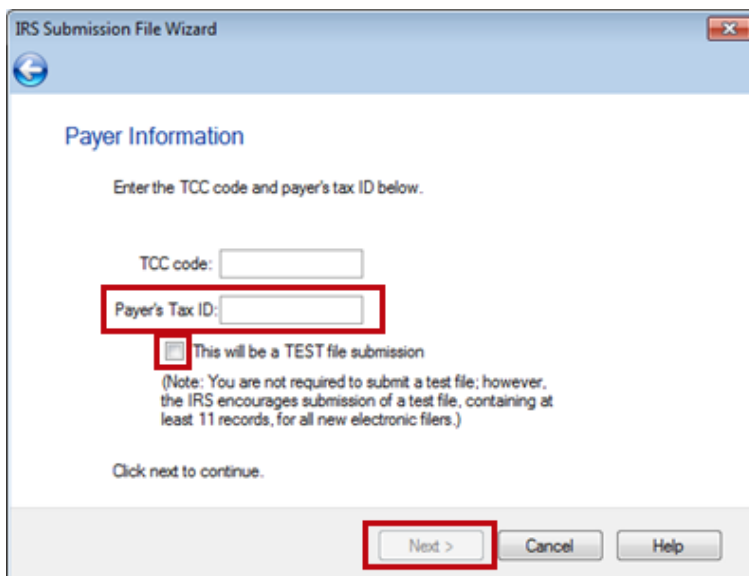 IRS Submission File Wizard
Payer Information
Enter the TCC code and payer's tax ID below.
TCC code:
Payer's Tax ID:
This will be a TEST file submission
(Note: You are not required to submit a test file; however,
the IRS encourages submission of a test file, containing at
least 11 records, for all new electronic filers.)
Click next to continue.
Next > Cancel Help